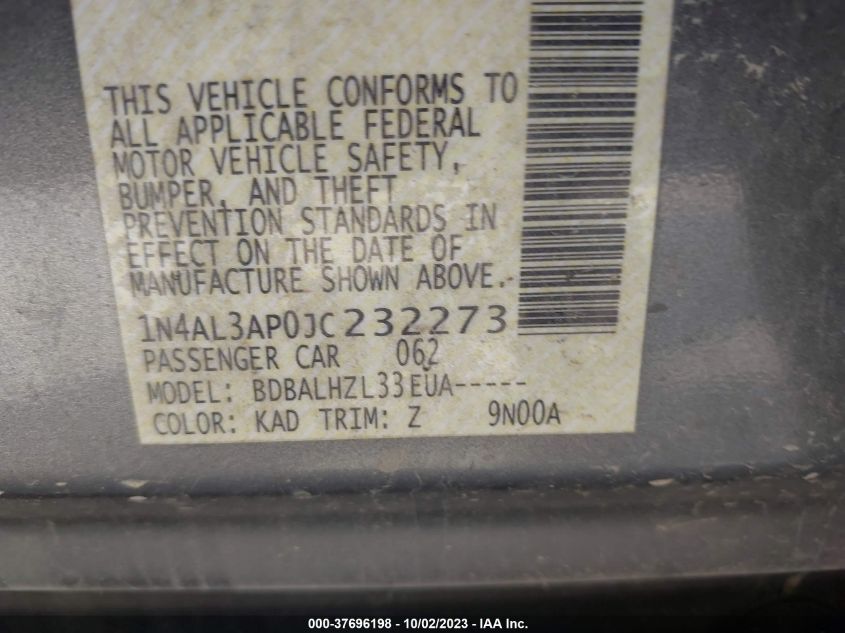 THIS VEHICLE CONFORMS TO
ALL APPLICABLE FEDERAL
MOTOR VEHICLE SAFETY,
BUMPER, AND THEFT
PREVENTION STANDARDS IN
EFFECT ON THE DATE OF
MANUFACTURE SHOWN ABOVE.
1N4AL3AP0JC232273
PASSENGER CAR 062
MODEL: BDBALHZL33EUA-----
COLOR: KAD TRIM: Z 9N00A
000-37696198 - 10/02/2023 - IAA Inc.